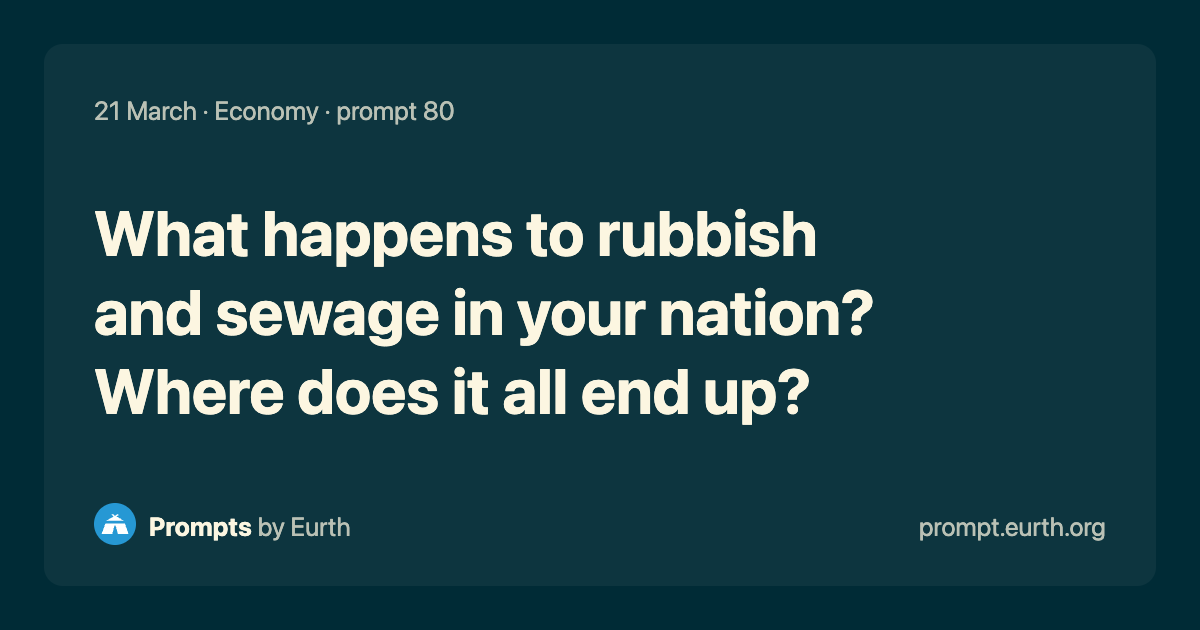 21 March · Economy · prompt 80
What happens to rubbish
and sewage in your nation?
Where does it all end up?
Prompts by Eurth
prompt.eurth.org